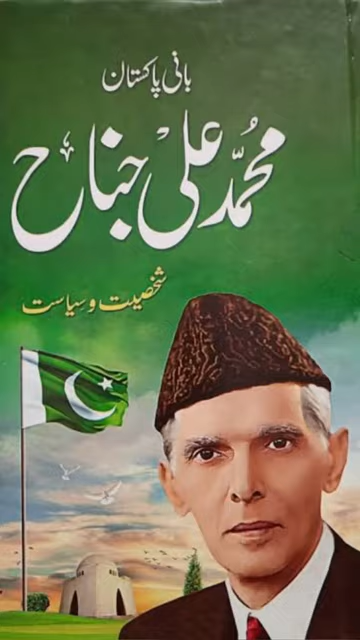 بانی پاکستان
محمد علی جناح
شخصیت و سیاست